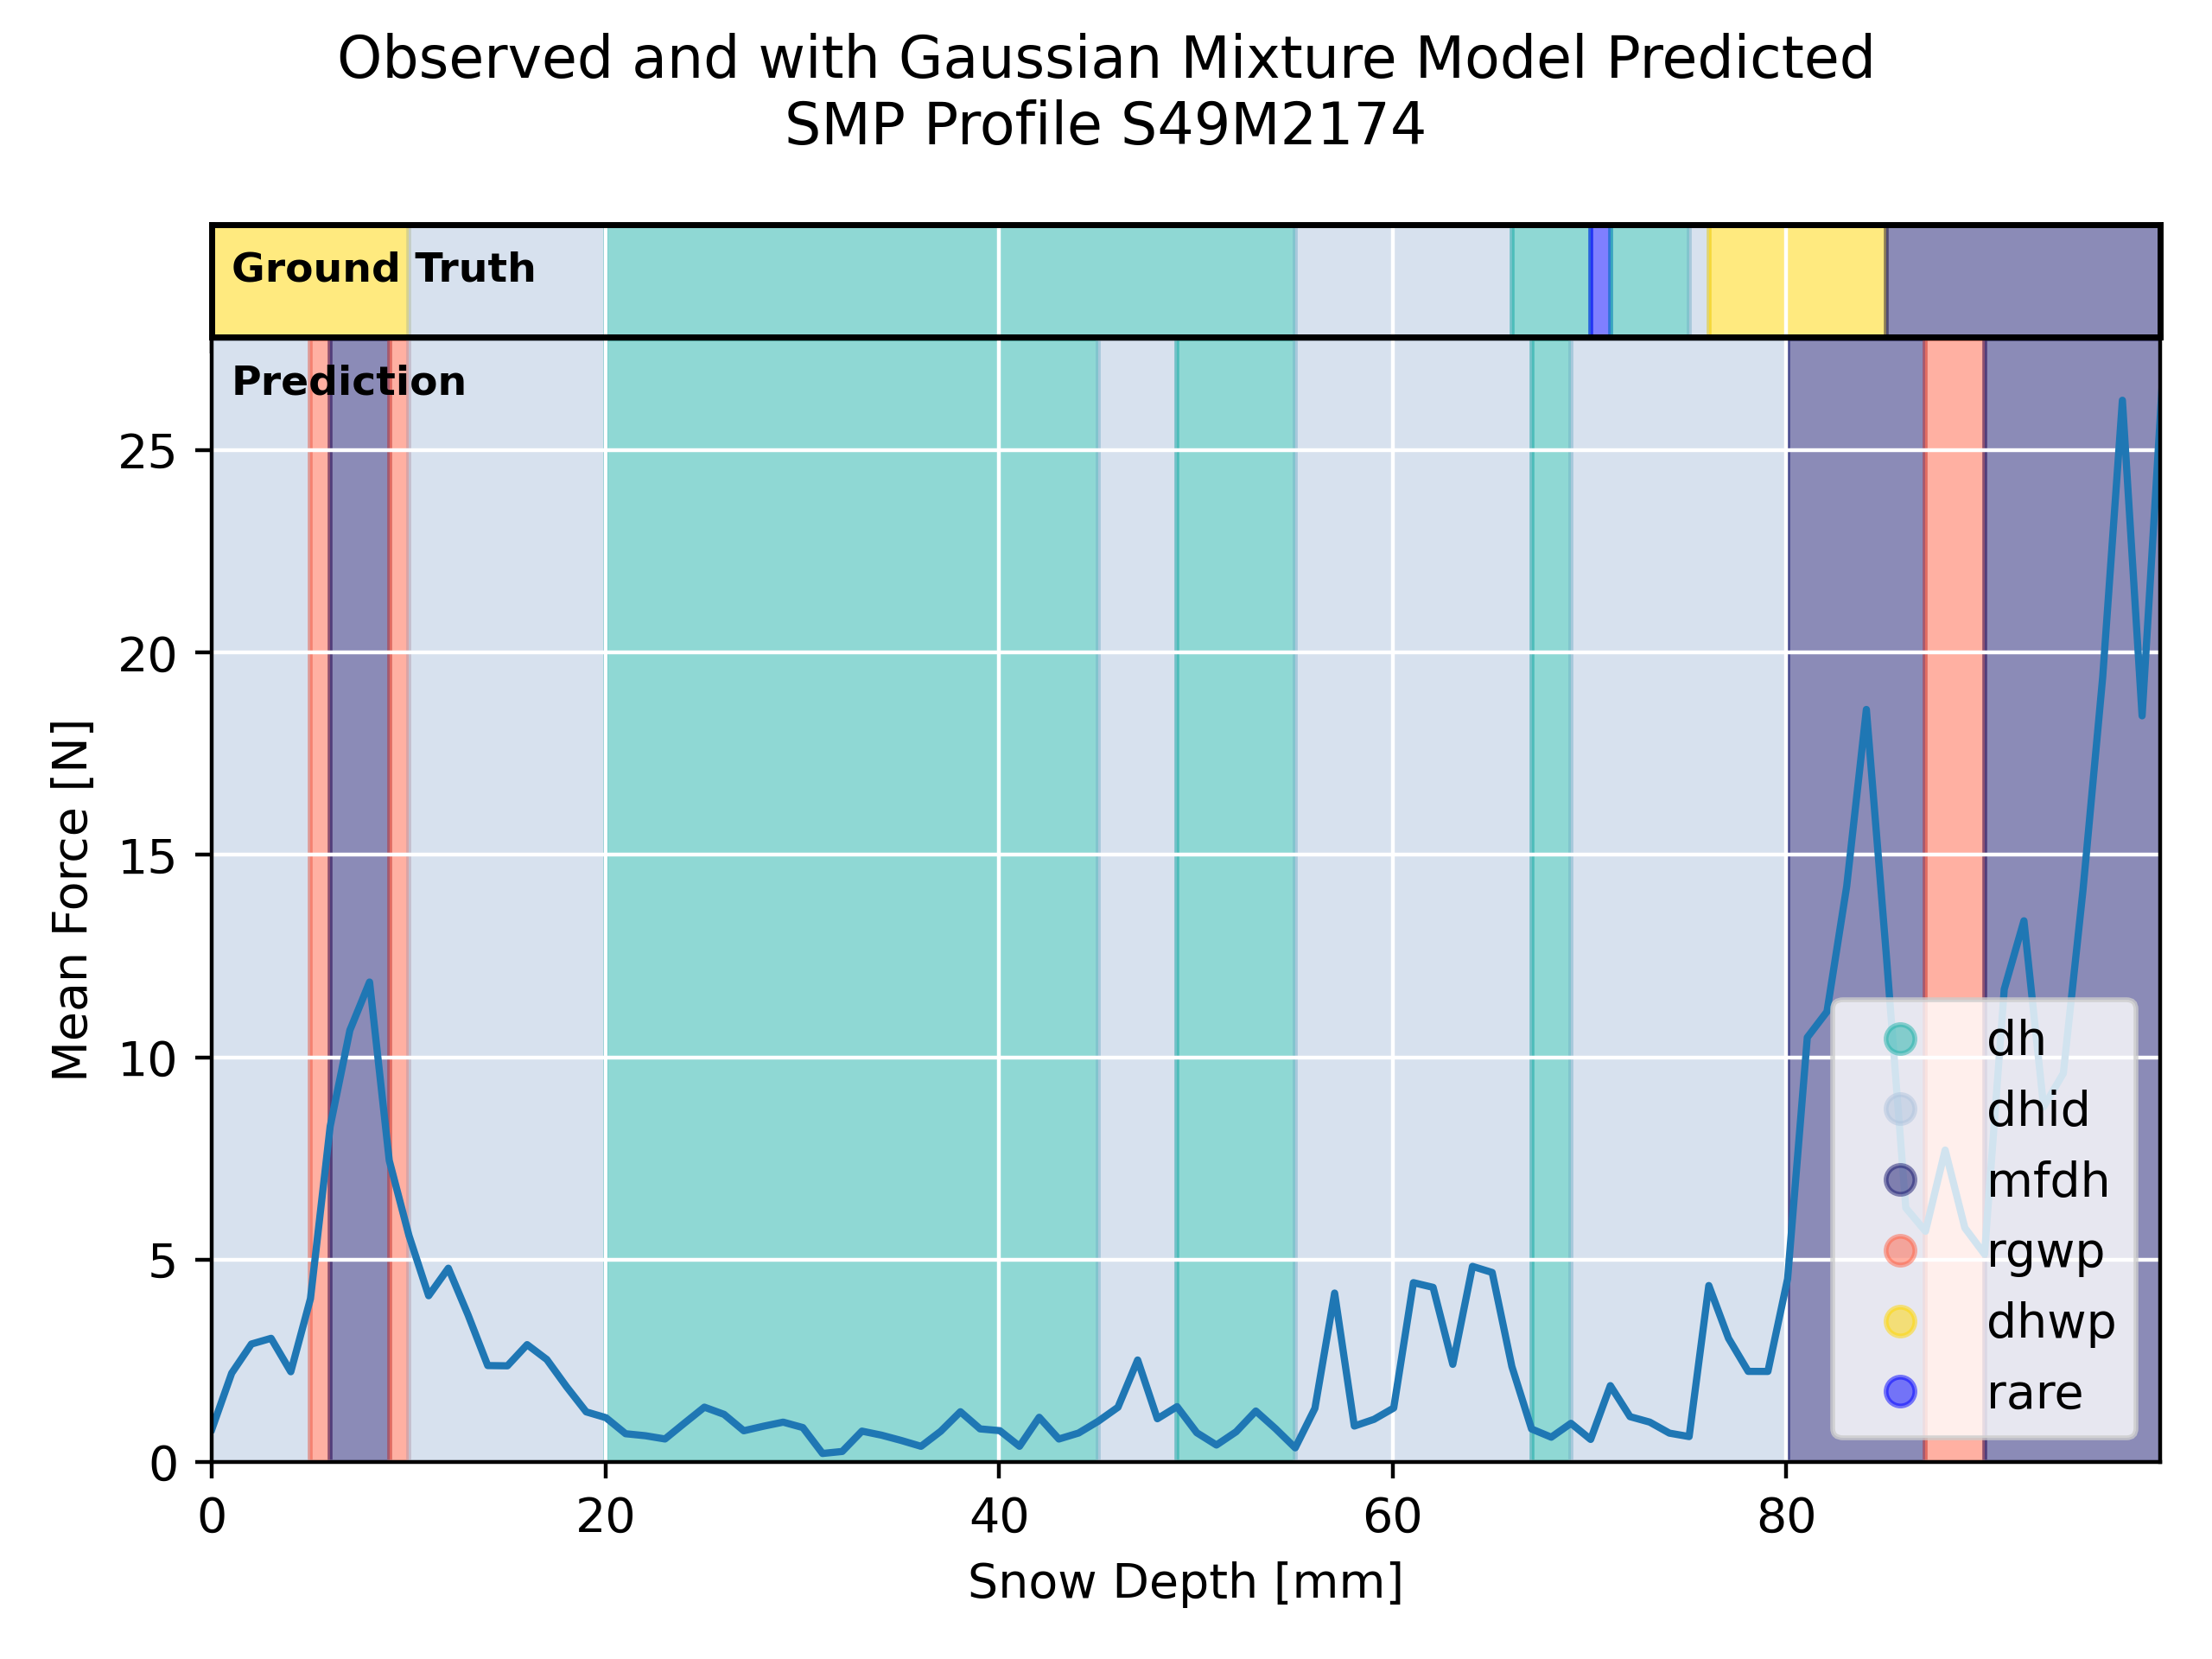 Observed and with Gaussian Mixture Model Predicted
SMP Profile S49M2174
Ground Truth
Prediction
25
20
15
10
5
0
Mean Force [N]
0 20 40 60 80
Snow Depth [mm]
dh
dhid
mfdh
rgwp
dhwp
rare